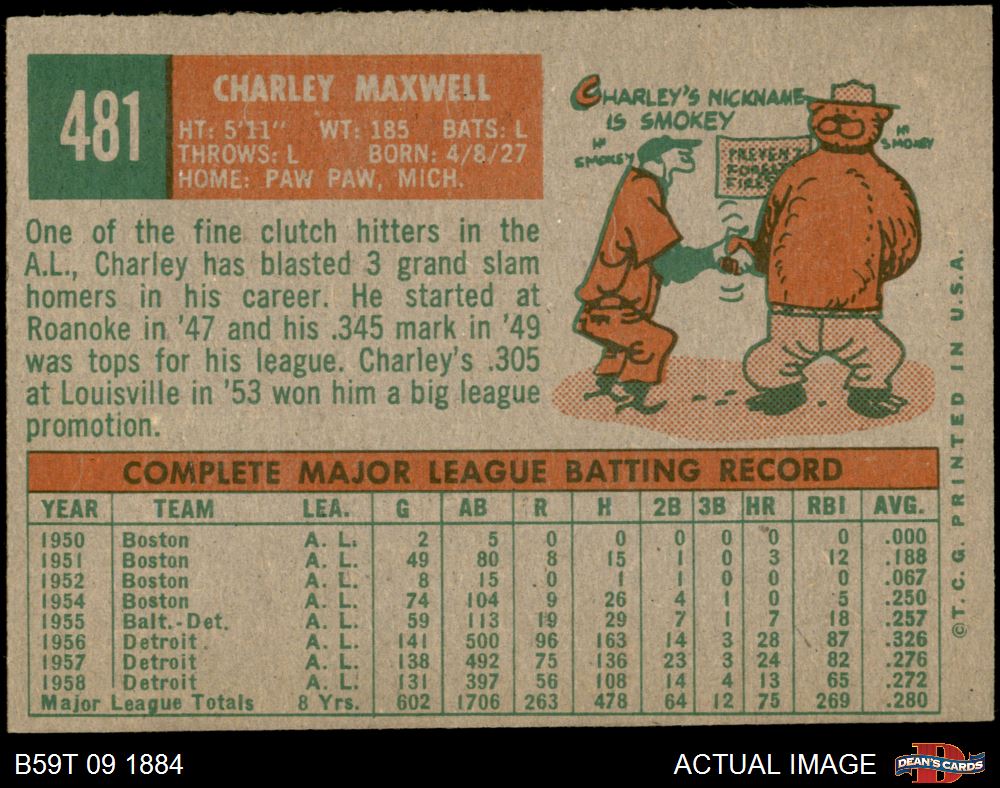 481
CHARLEY MAXWELL
HT: 5'11" WT: 185 BATS: L
THROWS: L BORN: 4/8/27
HOME: PAW PAW, MICH.
CHARLEY'S NICKNAME
IS SMOKEY
HI SMOKEY
HI SMOKEY
PREVENT
FOREST
FIRES
One of the fine clutch hitters in the
A.L., Charley has blasted 3 grand slam
homers in his career. He started at
Roanoke in '47 and his .345 mark in '49
was tops for his league. Charley's .305
at Louisville in '53 won him a big league
promotion.
COMPLETE MAJOR LEAGUE BATTING RECORD
YEAR TEAM LEA. G AB R H 2B 3B HR RBI AVG.
1950 Boston A. L. 2 5 0 0 0 0 0 0 .000
1951 Boston A. L. 49 80 8 15 1 0 3 12 .188
1952 Boston A. L. 8 15 0 1 1 0 0 0 .067
1954 Boston A. L. 74 104 9 26 4 1 0 5 .250
1955 Balt.-Det. A. L. 59 113 19 29 7 1 7 18 .257
1956 Detroit A. L. 141 500 96 163 14 3 28 87 .326
1957 Detroit A. L. 138 492 75 136 23 3 24 82 .276
1958 Detroit A. L. 131 397 56 108 14 4 13 65 .272
Major League Totals 8 Yrs. 602 1706 263 478 64 12 75 269 .280
©T. C. G. PRINTED IN U.S.A.
B59T 09 1884
ACTUAL IMAGE
D
DEAN'S CARDS